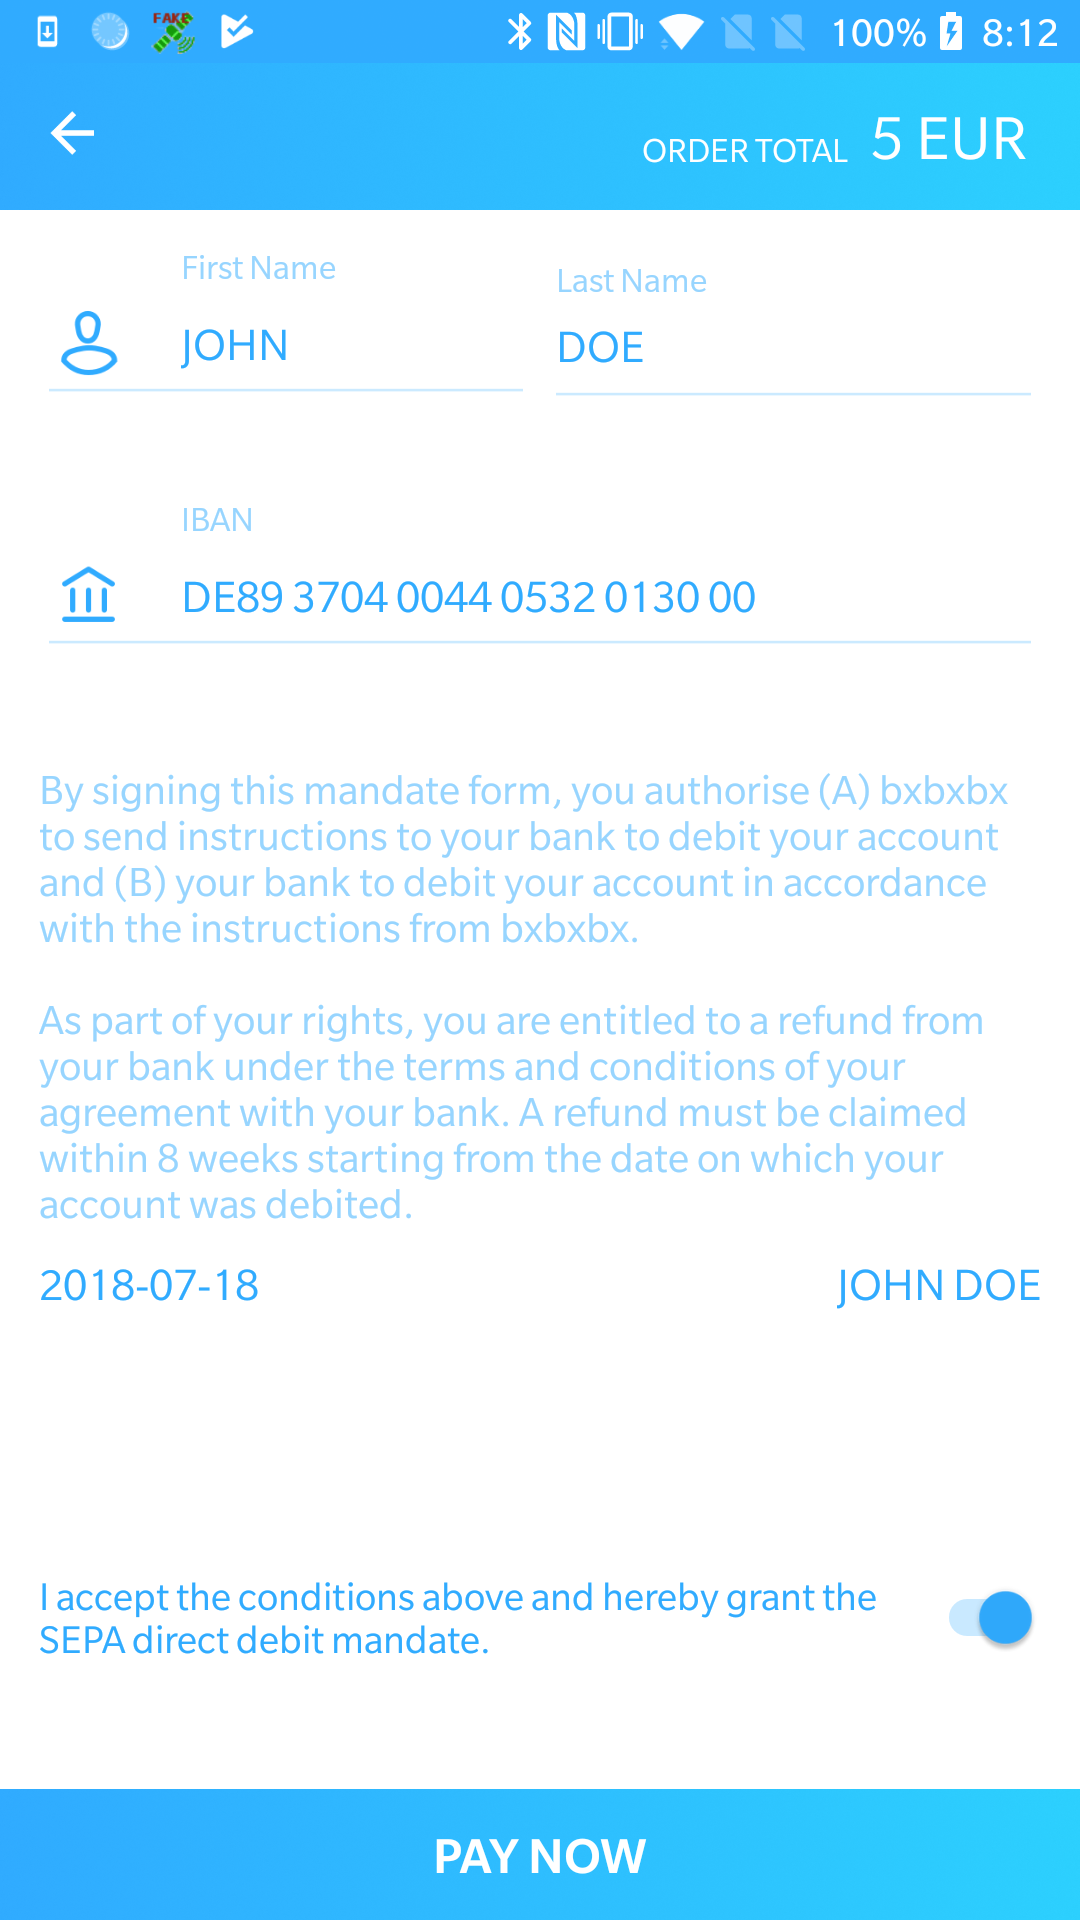 FAKE
100% 8:12
ORDER TOTAL 5 EUR
First Name
Last Name
JOHN
DOE
IBAN
DE89 3704 0044 0532 0130 00
By signing this mandate form, you authorise (A) bxbxbx
to send instructions to your bank to debit your account
and (B) your bank to debit your account in accordance
with the instructions from bxbxbx.
As part of your rights, you are entitled to a refund from
your bank under the terms and conditions of your
agreement with your bank. A refund must be claimed
within 8 weeks starting from the date on which your
account was debited.
2018-07-18
JOHN DOE
I accept the conditions above and hereby grant the
SEPA direct debit mandate.
PAY NOW